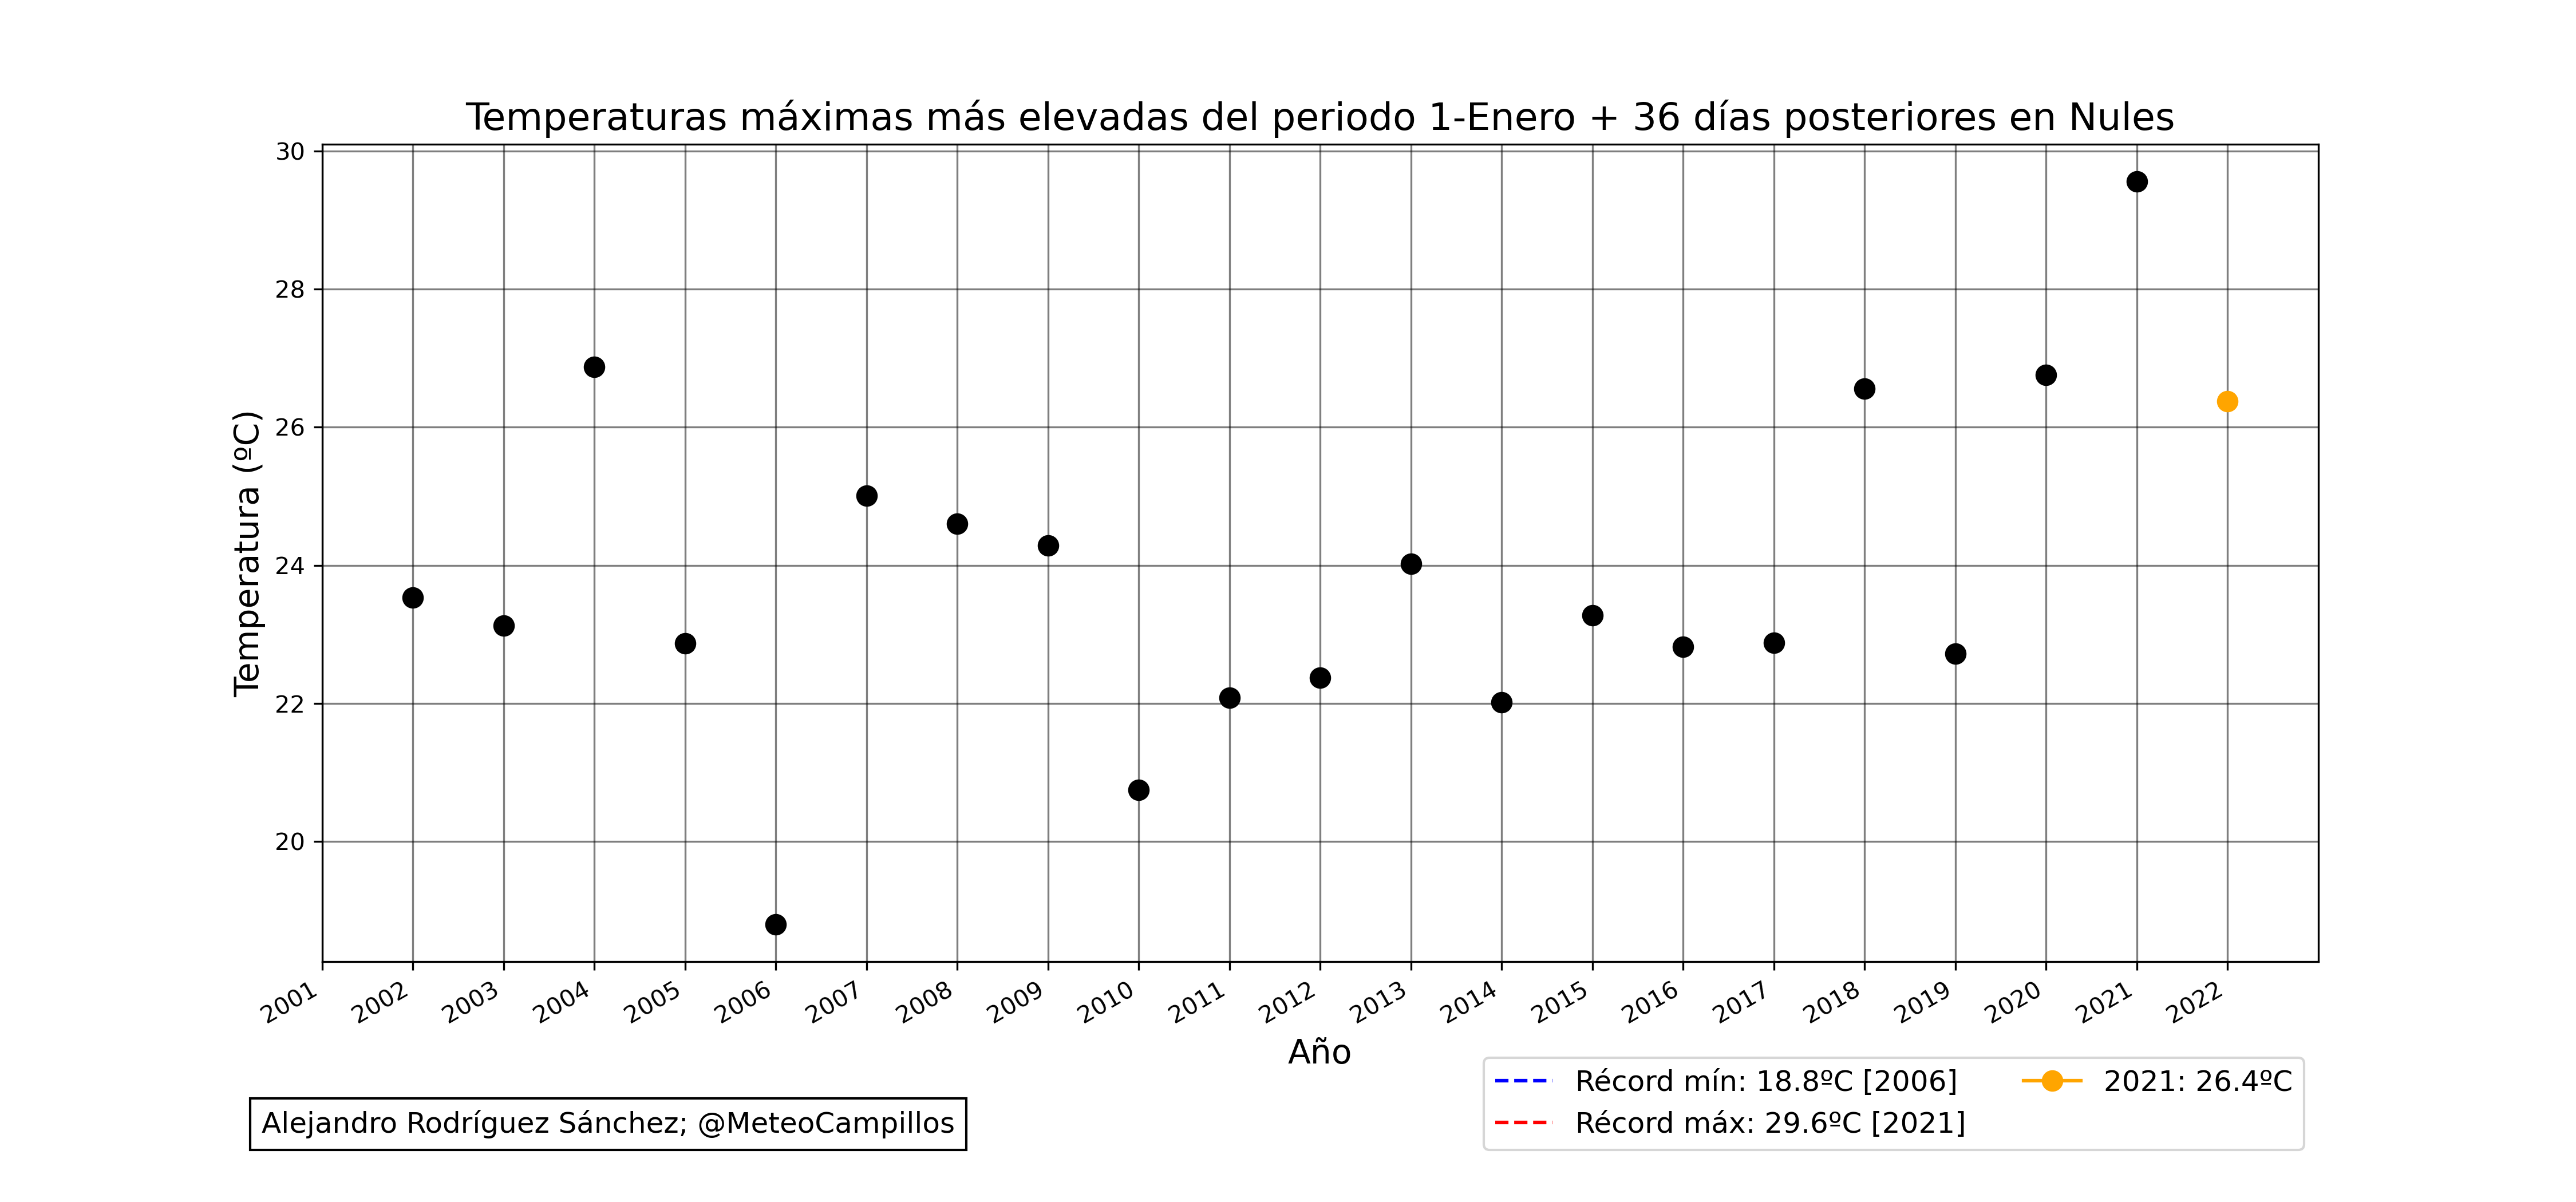 Temperaturas máximas más elevadas del periodo 1-Enero + 36 días posteriores en Nules
30
28
26
24
22
20
Temperatura (ºC)
2001 2002 2003 2004 2005 2006 2007 2008 2009 2010 2011 2012 2013 2014 2015 2016 2017 2018 2019 2020 2021 2022
Año
Récord mín: 18.8ºC [2006]
Récord máx: 29.6ºC [2021]
2021: 26.4ºC
Alejandro Rodríguez Sánchez; @MeteoCampillos